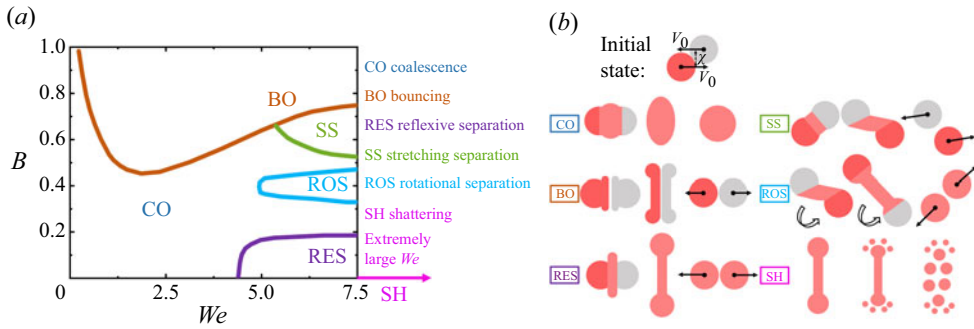 (a)
1.0
0.8
0.6
0.4
0.2
0
2.5
5.0
7.5
B
We
BO
SS
ROS
CO
RES
CO coalescence
BO bouncing
RES reflexive separation
SS stretching separation
ROS rotational separation
SH shattering
Extremely
large We
SH
(b)
Initial
state:
V0
χ
V0
CO
BO
RES
SS
ROS
SH